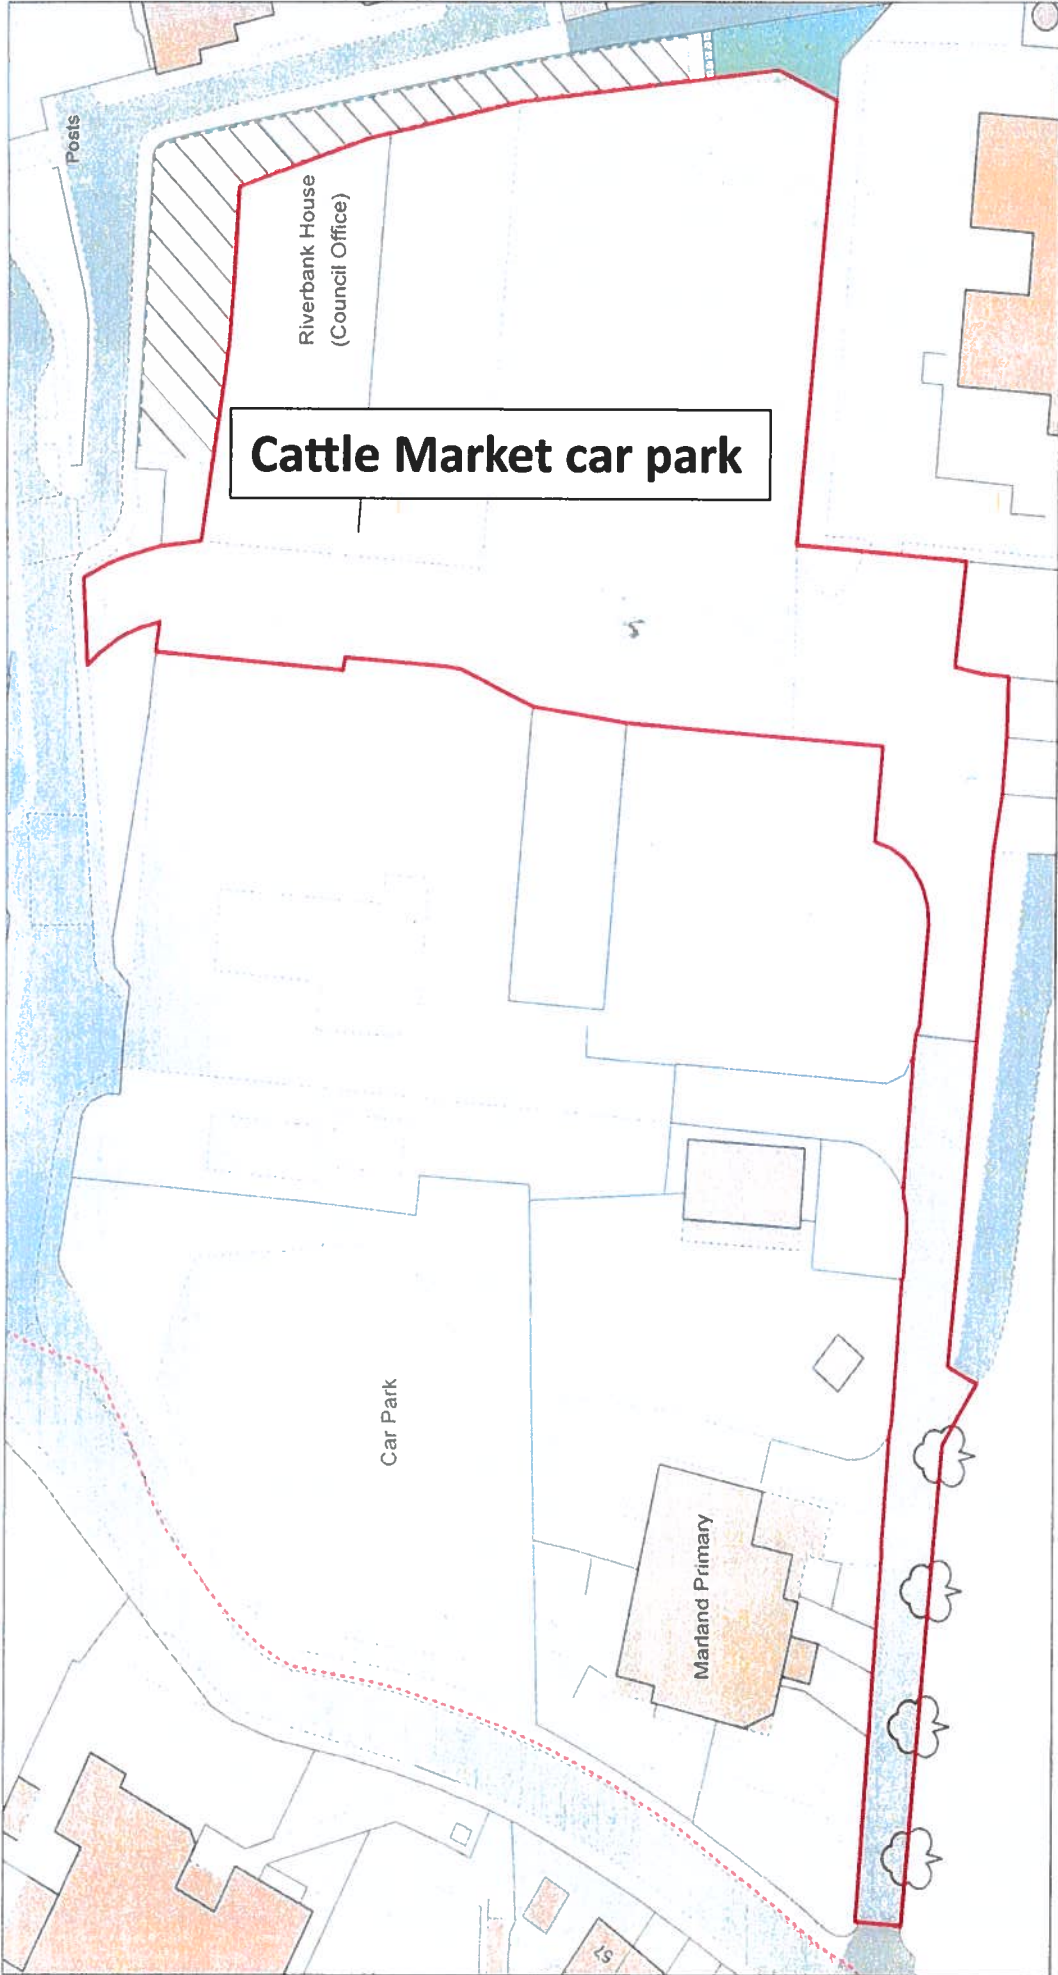 Posts
Riverbank House
(Council Office)
Cattle Market car park
Car Park
Marland Primary
57